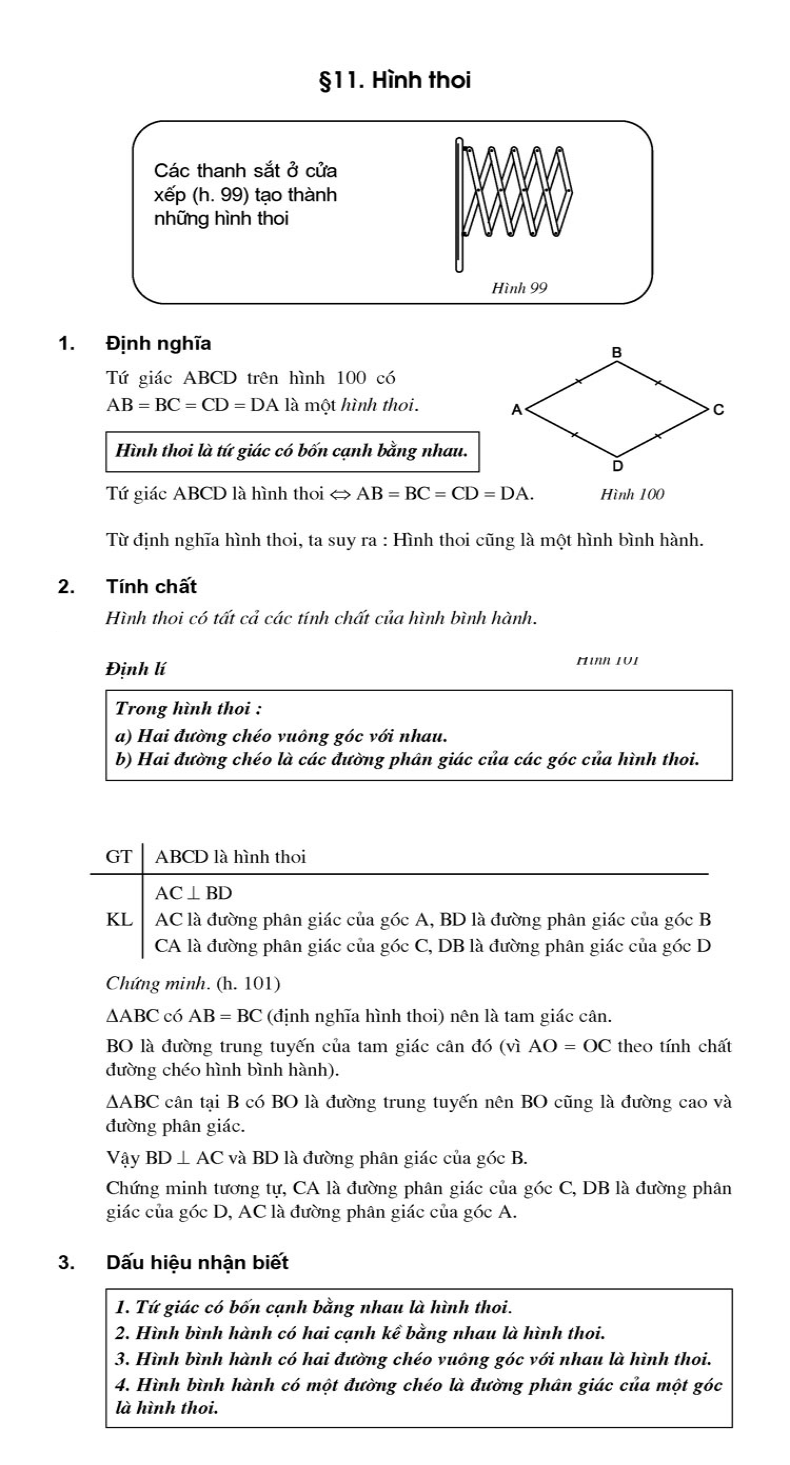 §11. Hình thoi
Các thanh sắt ở cửa
xếp (h. 99) tạo thành
những hình thoi
Hình 99
1. Định nghĩa
Tứ giác ABCD trên hình 100 có
AB = BC = CD = DA là một hình thoi.
Hình thoi là tứ giác có bốn cạnh bằng nhau.
Tứ giác ABCD là hình thoi ⇔ AB = BC = CD = DA.
B
A
C
D
Hình 100
Từ định nghĩa hình thoi, ta suy ra : Hình thoi cũng là một hình bình hành.
2. Tính chất
Hình thoi có tất cả các tính chất của hình bình hành.
Hình 101
Định lí
Trong hình thoi :
a) Hai đường chéo vuông góc với nhau.
b) Hai đường chéo là các đường phân giác của các góc của hình thoi.
GT ABCD là hình thoi
AC ⊥ BD
KL AC là đường phân giác của góc A, BD là đường phân giác của góc B
CA là đường phân giác của góc C, DB là đường phân giác của góc D
Chứng minh. (h. 101)
ΔABC có AB = BC (định nghĩa hình thoi) nên là tam giác cân.
BO là đường trung tuyến của tam giác cân đó (vì AO = OC theo tính chất
đường chéo hình bình hành).
ΔABC cân tại B có BO là đường trung tuyến nên BO cũng là đường cao và
đường phân giác.
Vậy BD ⊥ AC và BD là đường phân giác của góc B.
Chứng minh tương tự, CA là đường phân giác của góc C, DB là đường phân
giác của góc D, AC là đường phân giác của góc A.
3. Dấu hiệu nhận biết
1. Tứ giác có bốn cạnh bằng nhau là hình thoi.
2. Hình bình hành có hai cạnh kề bằng nhau là hình thoi.
3. Hình bình hành có hai đường chéo vuông góc với nhau là hình thoi.
4. Hình bình hành có một đường chéo là đường phân giác của một góc
là hình thoi.